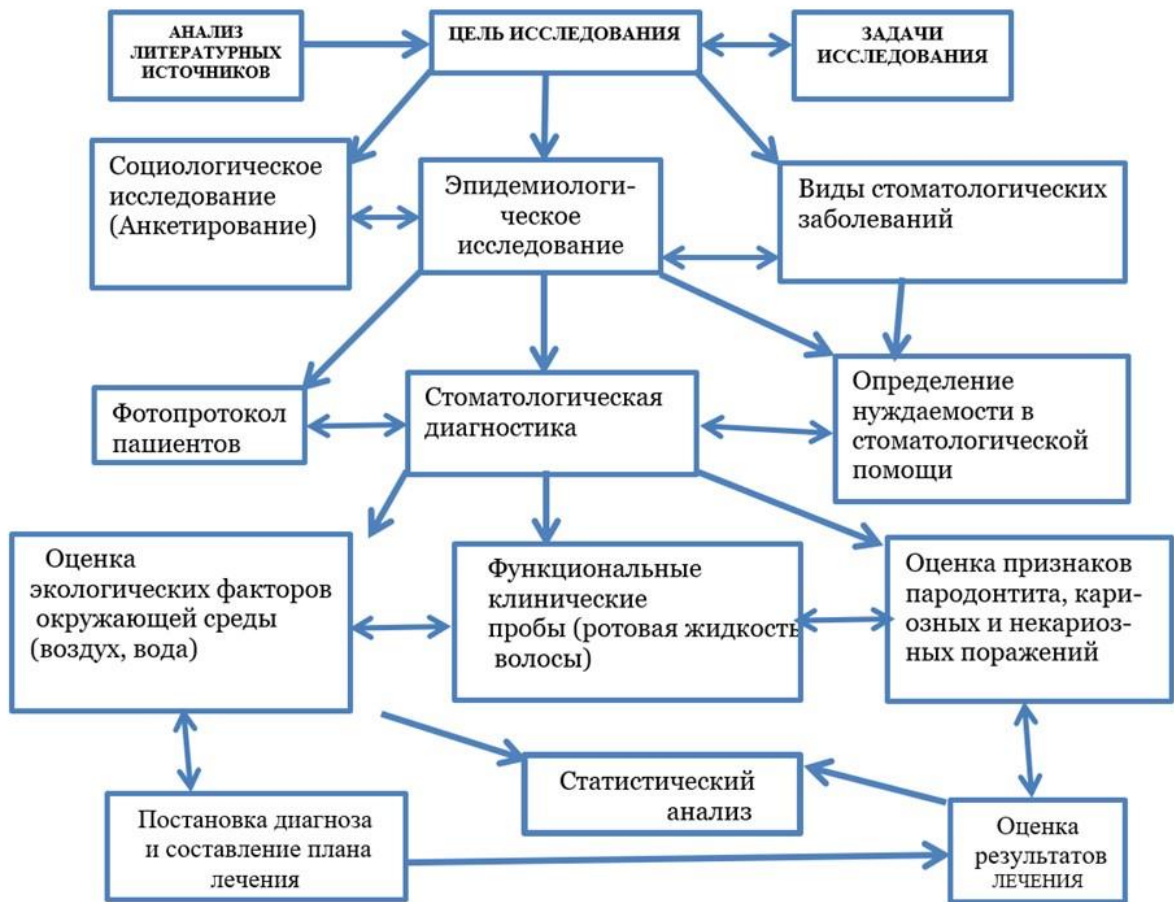 АНАЛИЗ
ЛИТЕРАТУРНЫХ
ИСТОЧНИКОВ
ЦЕЛЬ ИССЛЕДОВАНИЯ
ЗАДАЧИ
ИССЛЕДОВАНИЯ
Социологическое
исследование
(Анкетирование)
Эпидемиологи-
ческое
исследование
Виды стоматологических
заболеваний
Фотопротокол
пациентов
Стоматологическая
диагностика
Определение
нуждаемости в
стоматологической
помощи
Оценка
экологических факторов
окружающей среды
(воздух, вода)
Функциональные
клинические
пробы (ротовая жидкость
волосы)
Оценка признаков
пародонтита, кари-
озных и некариоз-
ных поражений
Статистический
анализ
Постановка диагноза
и составление плана
лечения
Оценка
результатов
ЛЕЧЕНИЯ